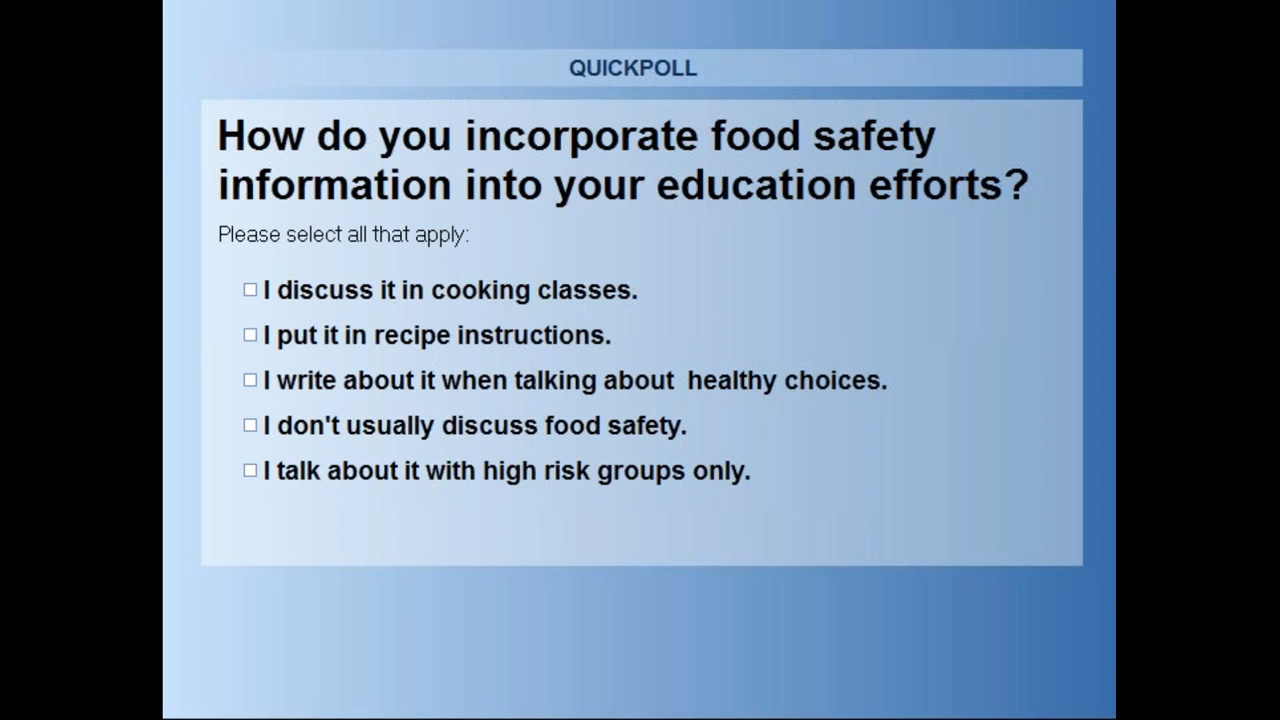 QUICKPOLL
How do you incorporate food safety
information into your education efforts?
Please select all that apply:
I discuss it in cooking classes.
I put it in recipe instructions.
I write about it when talking about  healthy choices.
I don't usually discuss food safety.
I talk about it with high risk groups only.